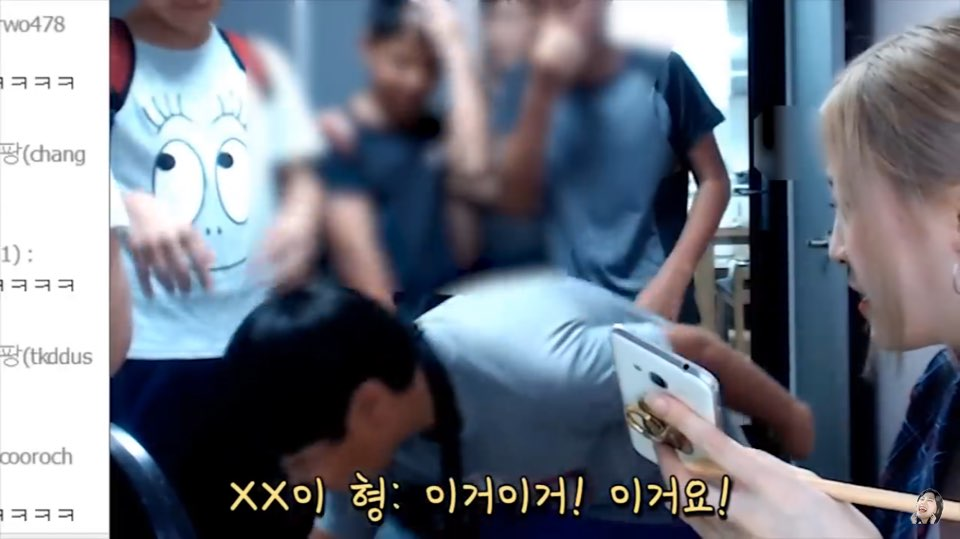 rwo478
ㅋㅋㅋㅋ
팡(chang
1) :
ㅋㅋㅋㅋ
팡(tkddus
cooroch
ㅋㅋㅋㅋ
XX이 형: 이거이거! 이거요!